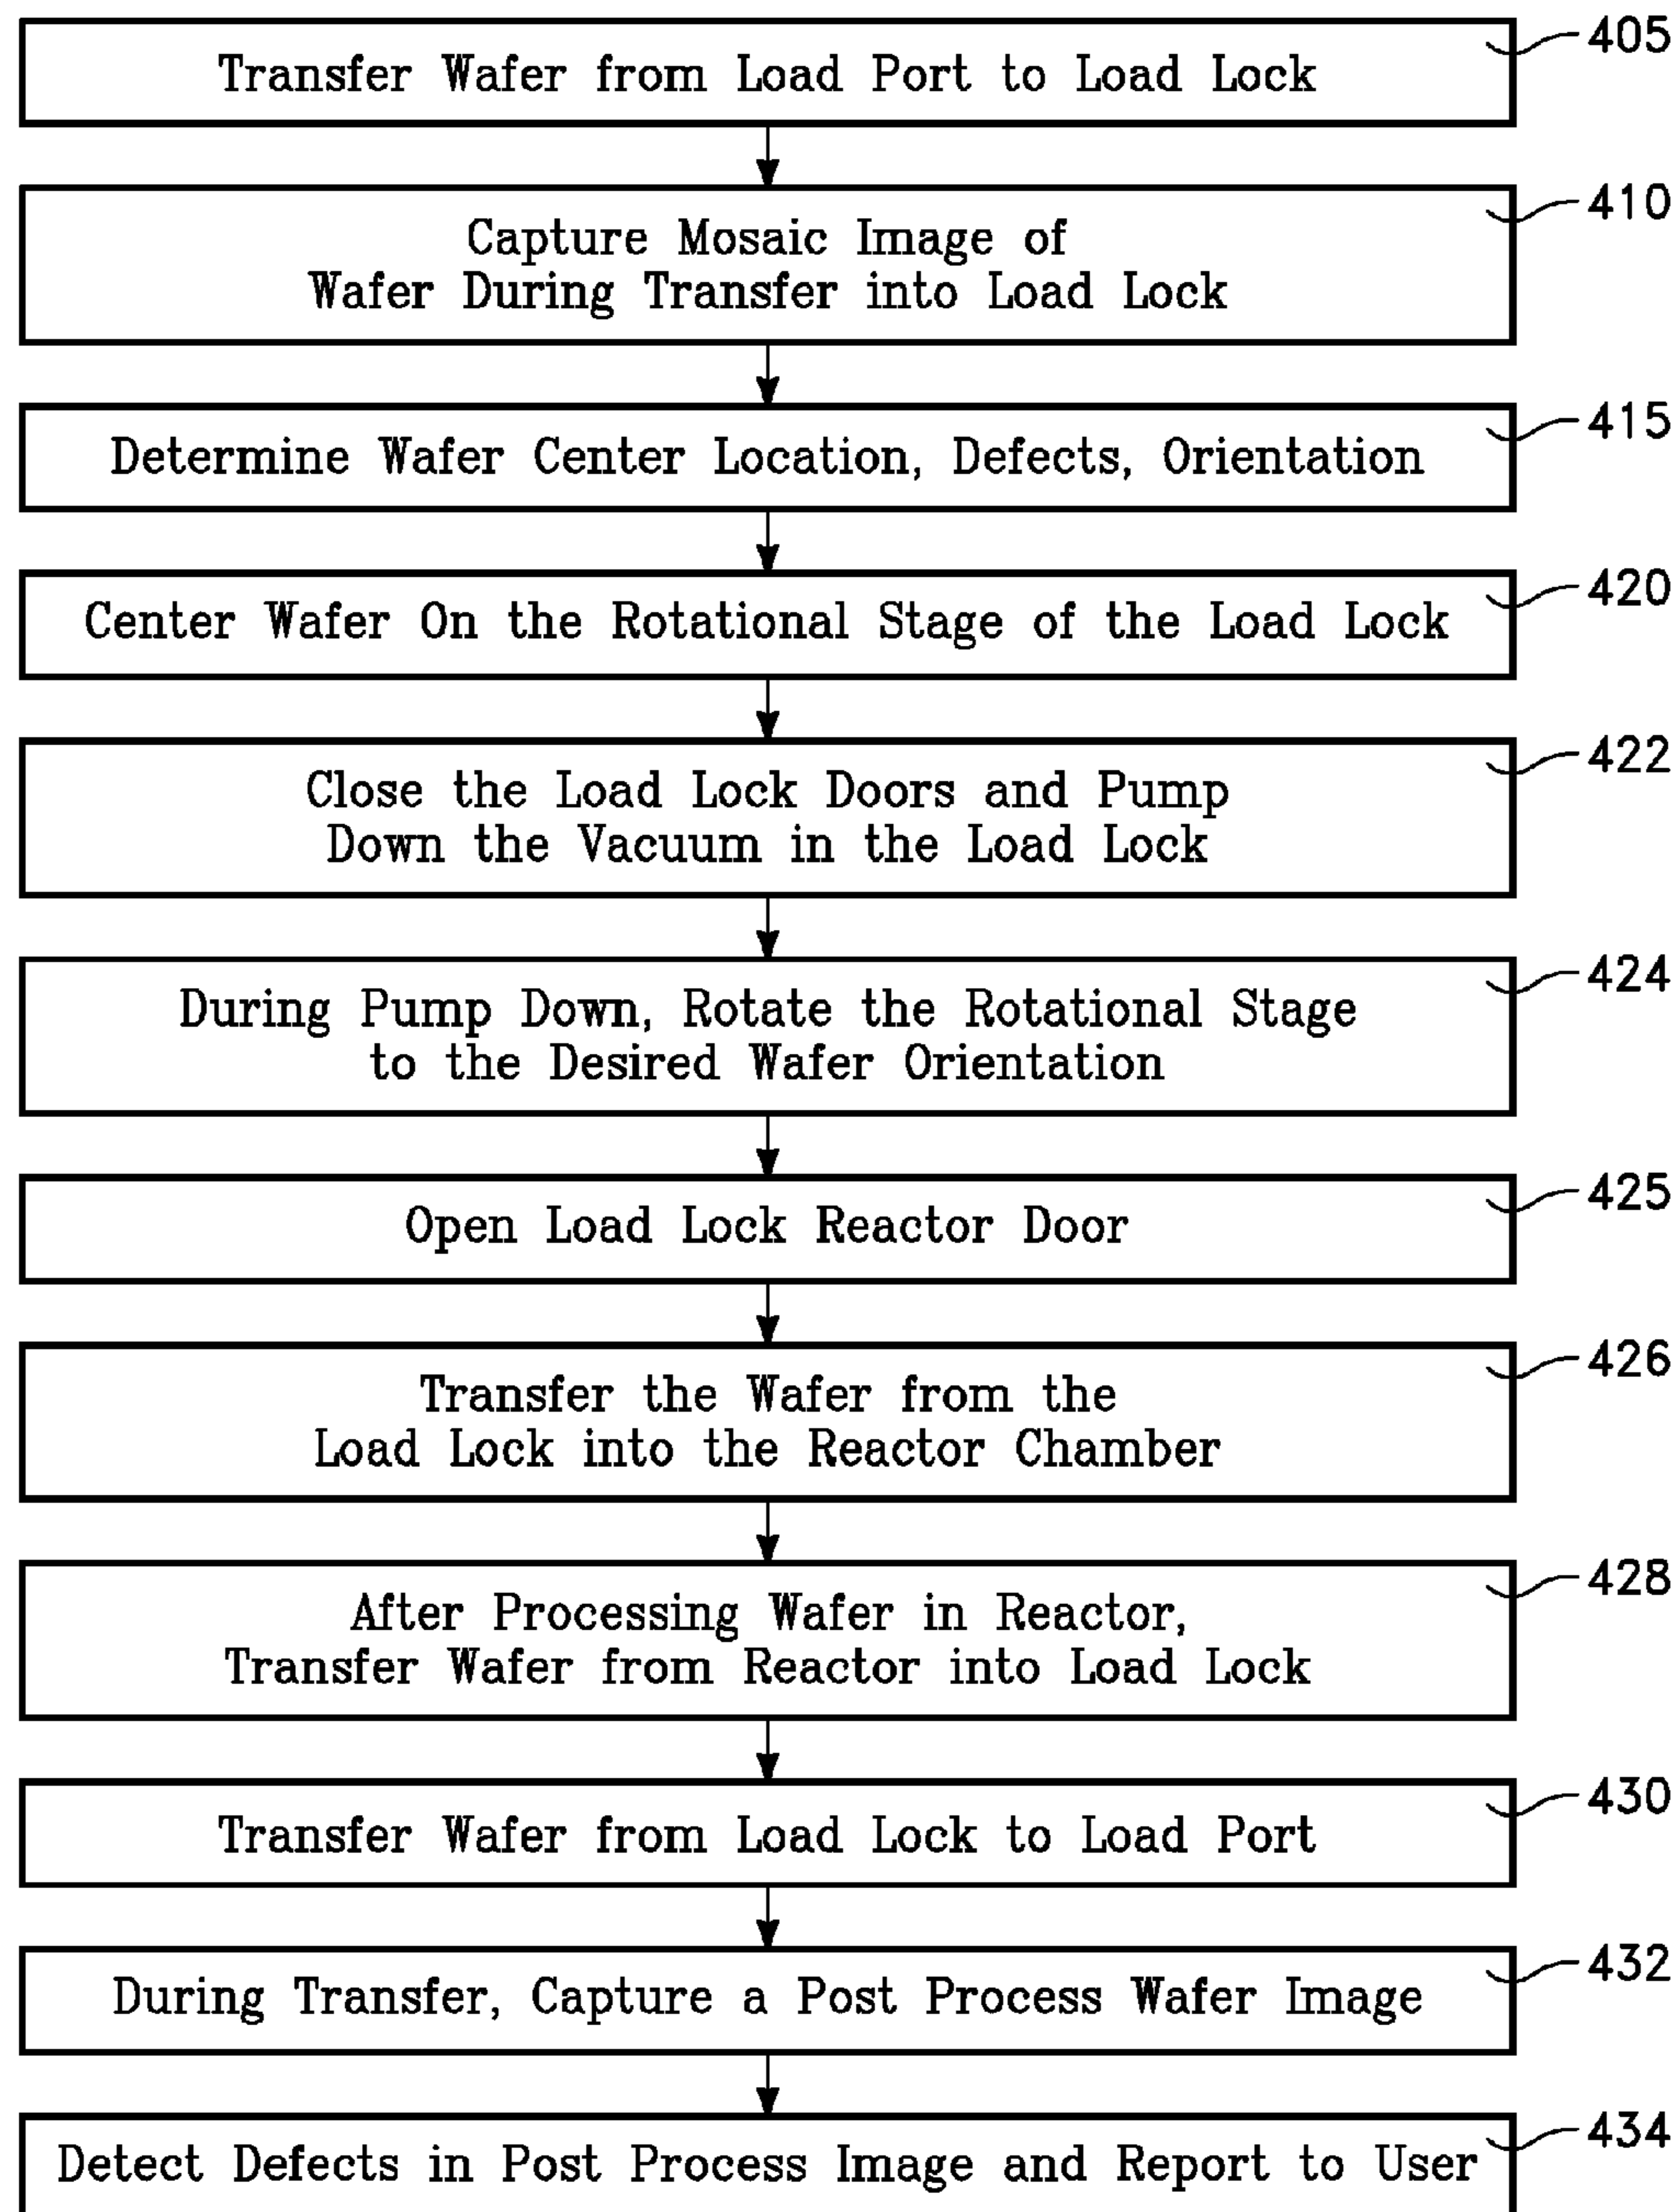 Transfer Wafer from Load Port to Load Lock
405
Capture Mosaic Image of
Wafer During Transfer into Load Lock
410
Determine Wafer Center Location, Defects, Orientation
415
Center Wafer On the Rotational Stage of the Load Lock
420
Close the Load Lock Doors and Pump
Down the Vacuum in the Load Lock
422
During Pump Down, Rotate the Rotational Stage
to the Desired Wafer Orientation
424
Open Load Lock Reactor Door
425
Transfer the Wafer from the
Load Lock into the Reactor Chamber
426
After Processing Wafer in Reactor,
Transfer Wafer from Reactor into Load Lock
428
Transfer Wafer from Load Lock to Load Port
430
During Transfer, Capture a Post Process Wafer Image
432
Detect Defects in Post Process Image and Report to User
434